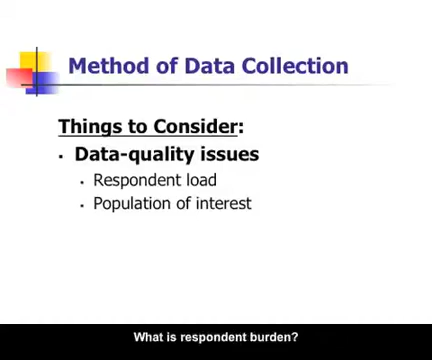 Method of Data Collection
Things to Consider:
▪ Data-quality issues
▪ Respondent load
▪ Population of interest
What is respondent burden?